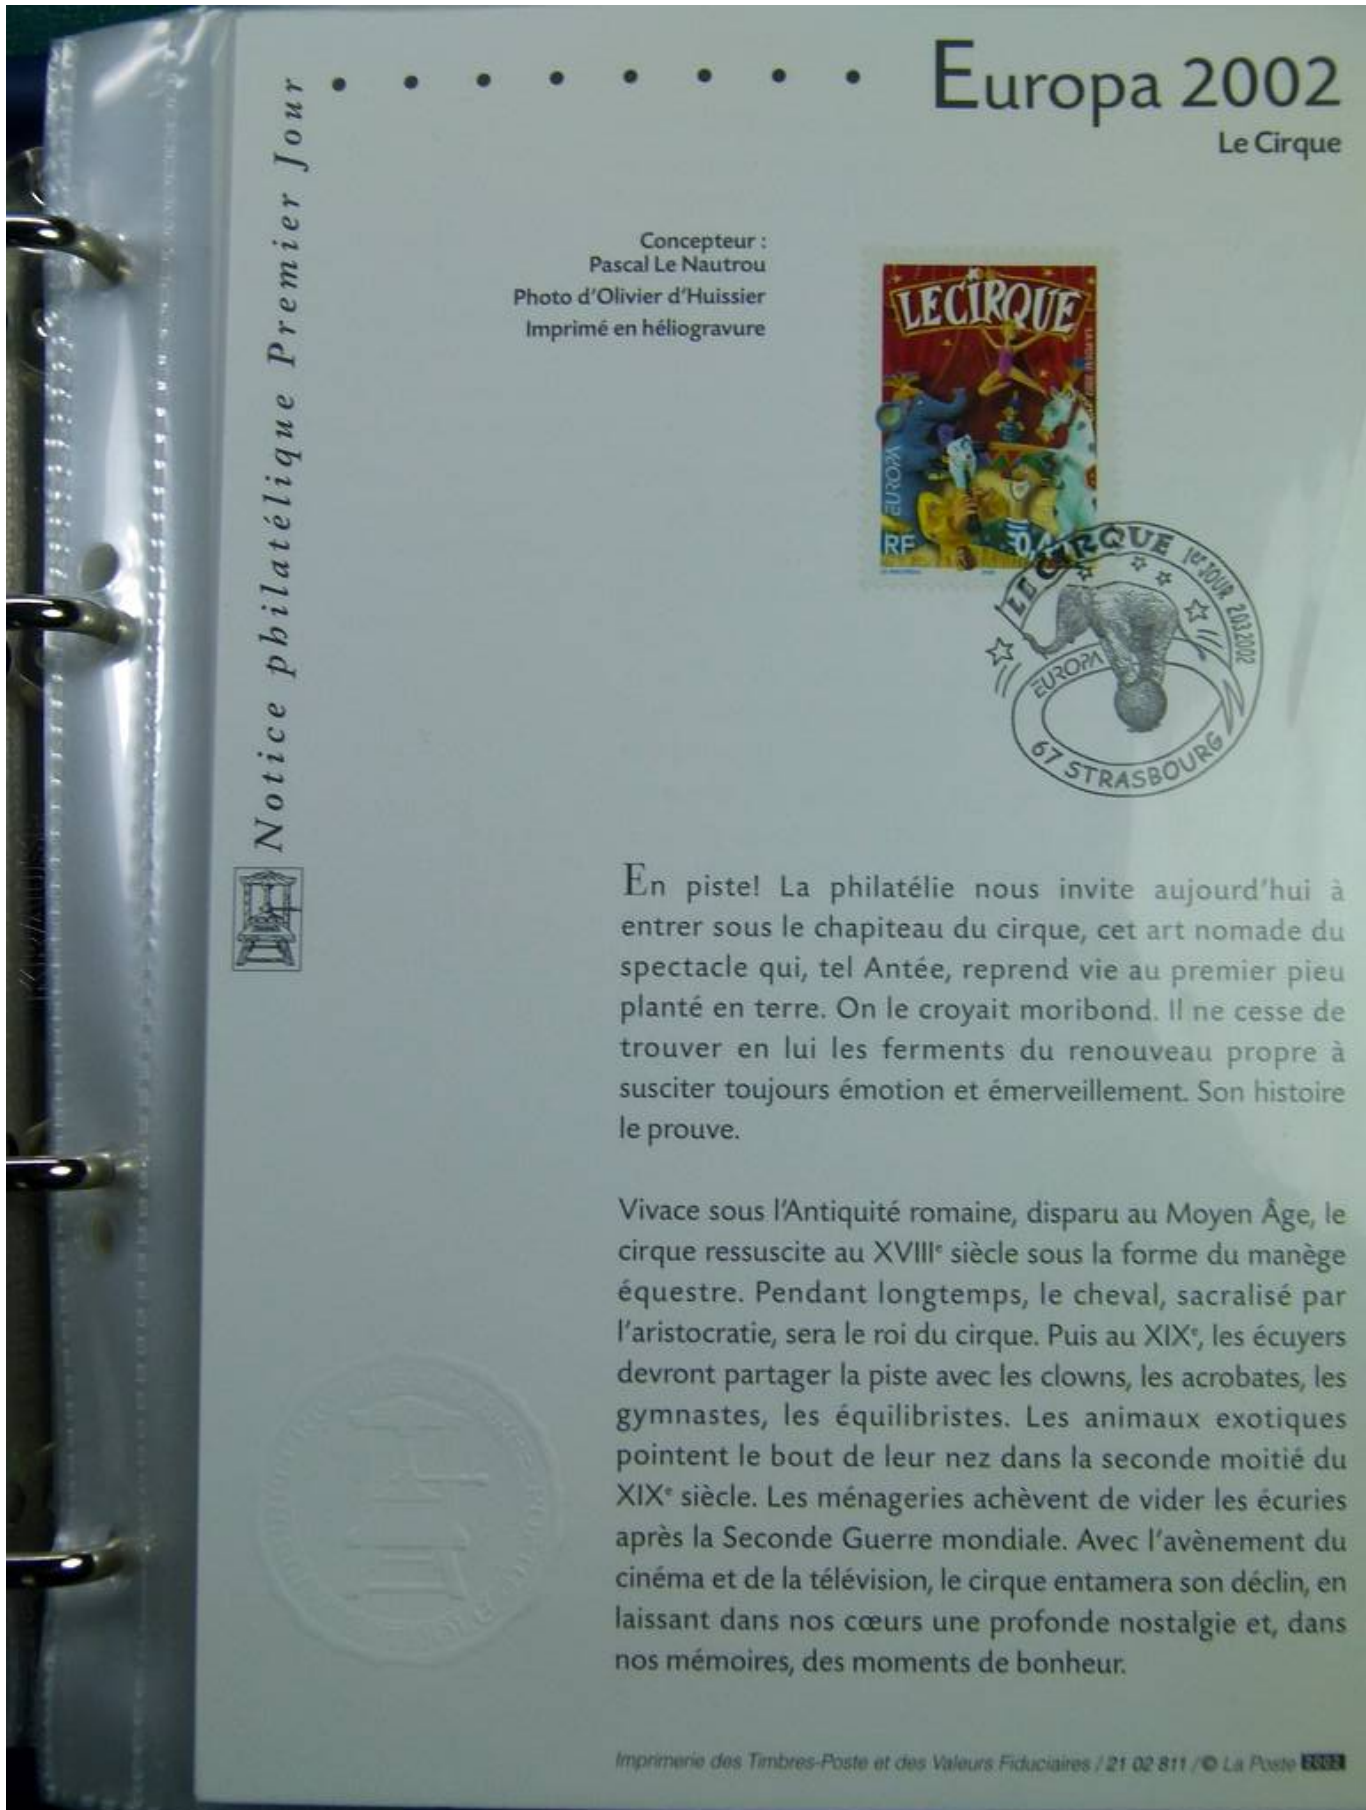 Europa 2002
Le Cirque
Notice philatélique Premier Jour
Concepteur :
Pascal Le Nautrou
Photo d'Olivier d'Huissier
Imprimé en héliogravure
LE CIRQUE
EUROPA
RF
LE CIRQUE 1er JOUR 2.03.2002
EUROPA
67 STRASBOURG
En piste! La philatélie nous invite aujourd'hui à
entrer sous le chapiteau du cirque, cet art nomade du
spectacle qui, tel Antée, reprend vie au premier pieu
planté en terre. On le croyait moribond. Il ne cesse de
trouver en lui les ferments du renouveau propre à
susciter toujours émotion et émerveillement. Son histoire
le prouve.
Vivace sous l'Antiquité romaine, disparu au Moyen Âge, le
cirque ressuscite au XVIIIe siècle sous la forme du manège
équestre. Pendant longtemps, le cheval, sacralisé par
l'aristocratie, sera le roi du cirque. Puis au XIXe, les écuyers
devront partager la piste avec les clowns, les acrobates, les
gymnastes, les équilibristes. Les animaux exotiques
pointent le bout de leur nez dans la seconde moitié du
XIXe siècle. Les ménageries achèvent de vider les écuries
après la Seconde Guerre mondiale. Avec l'avènement du
cinéma et de la télévision, le cirque entamera son déclin, en
laissant dans nos cœurs une profonde nostalgie et, dans
nos mémoires, des moments de bonheur.
Imprimerie des Timbres-Poste et des Valeurs Fiduciaires / 21 02 811 / © La Poste 2002